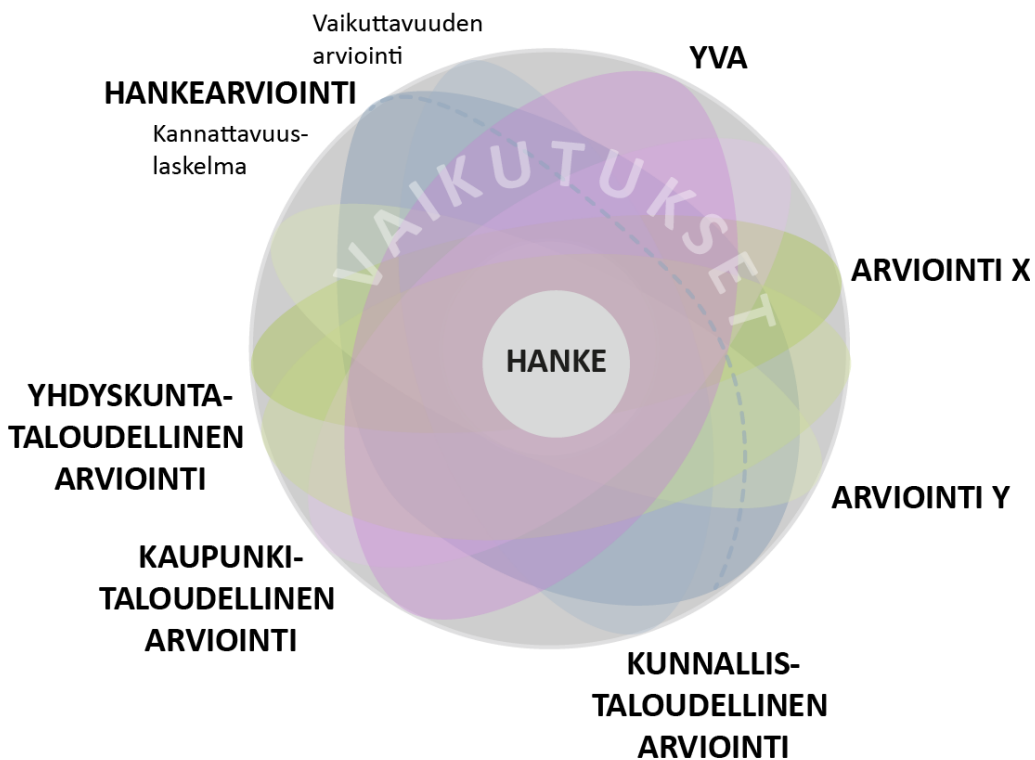 Vaikuttavuuden
arviointi
HANKEARVIOINTI
Kannattavuus-
laskelma
YVA
VAIKUTUKSET
ARVIOINTI X
HANKE
YHDYSKUNTA-
TALOUDELLINEN
ARVIOINTI
ARVIOINTI Y
KAUPUNKI-
TALOUDELLINEN
ARVIOINTI
KUNNALLIS-
TALOUDELLINEN
ARVIOINTI